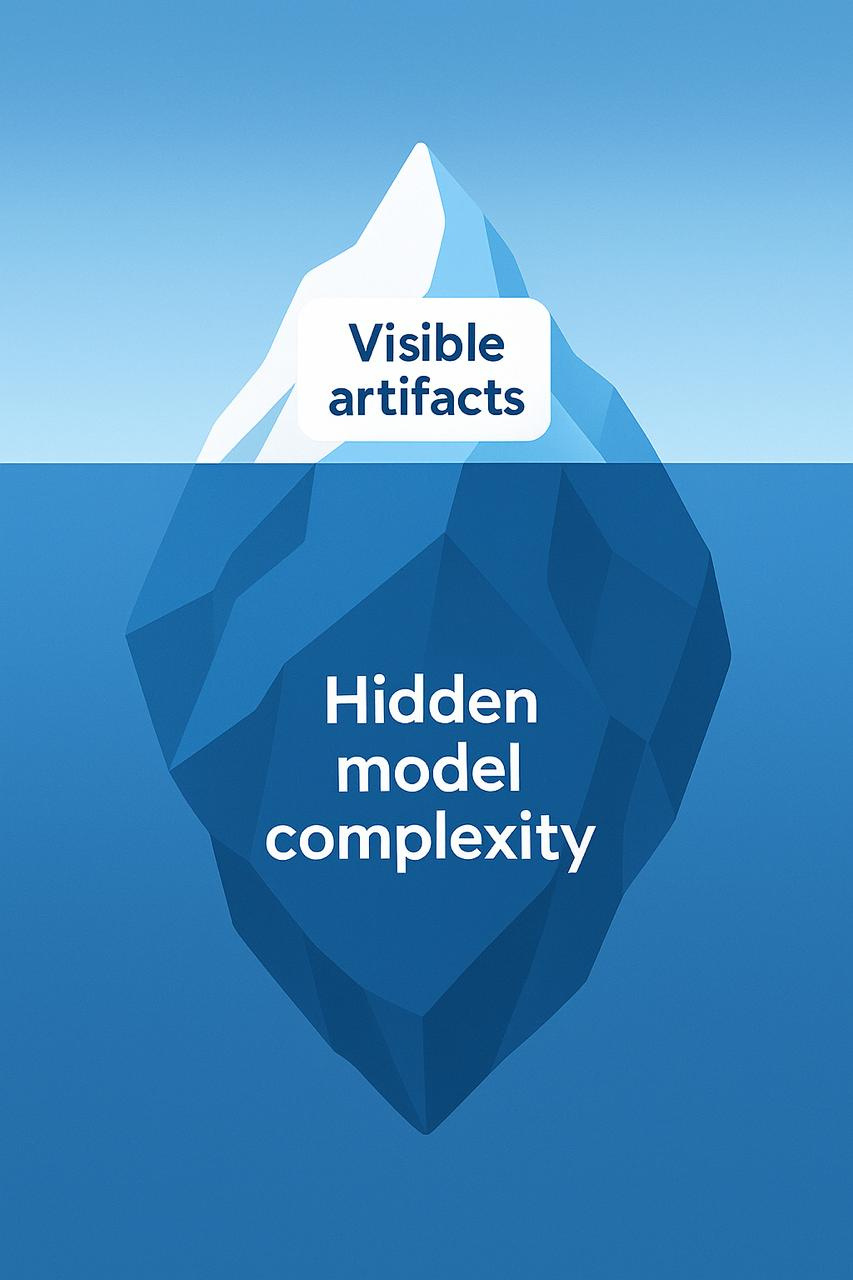 Visible
artifacts
Hidden
model
complexity